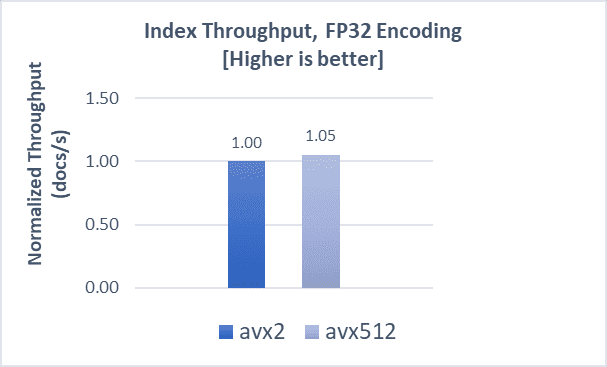 Index Throughput, FP32 Encoding
[Higher is better]
Normalized Throughput
(docs/s)
1.50
1.00
0.50
0.00
1.00
1.05
avx2
avx512